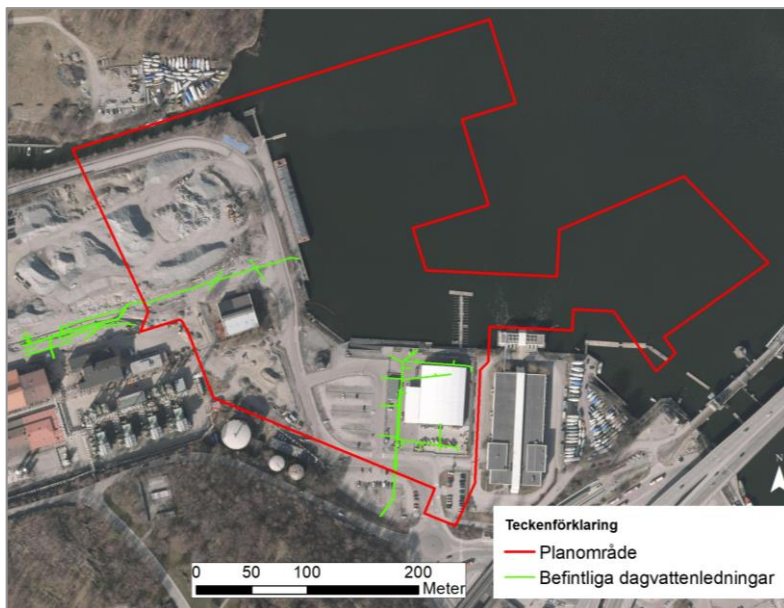 N
Teckenförklaring
Planområde
Befintliga dagvattenledningar
0 50 100 200
Meter